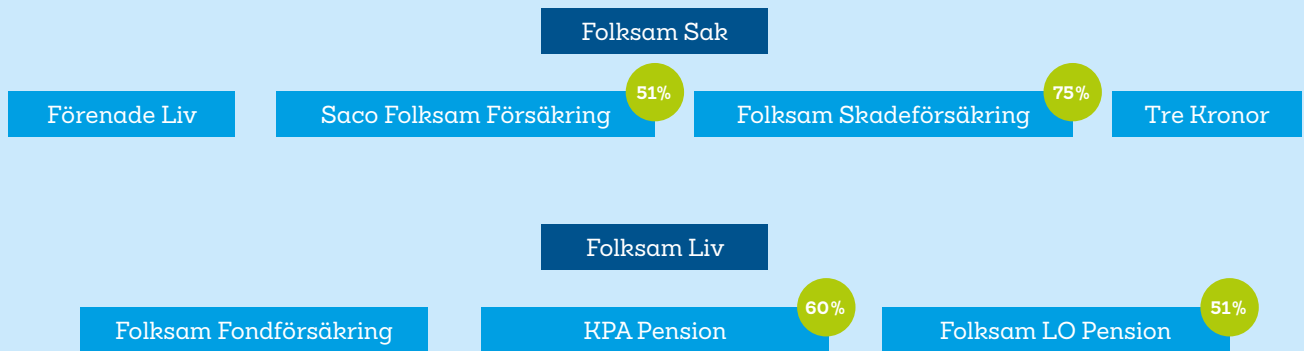 Folksam Sak
Förenade Liv
Saco Folksam Försäkring
51%
Folksam Skadeförsäkring
75%
Tre Kronor
Folksam Liv
Folksam Fondförsäkring
KPA Pension
60%
Folksam LO Pension
51%